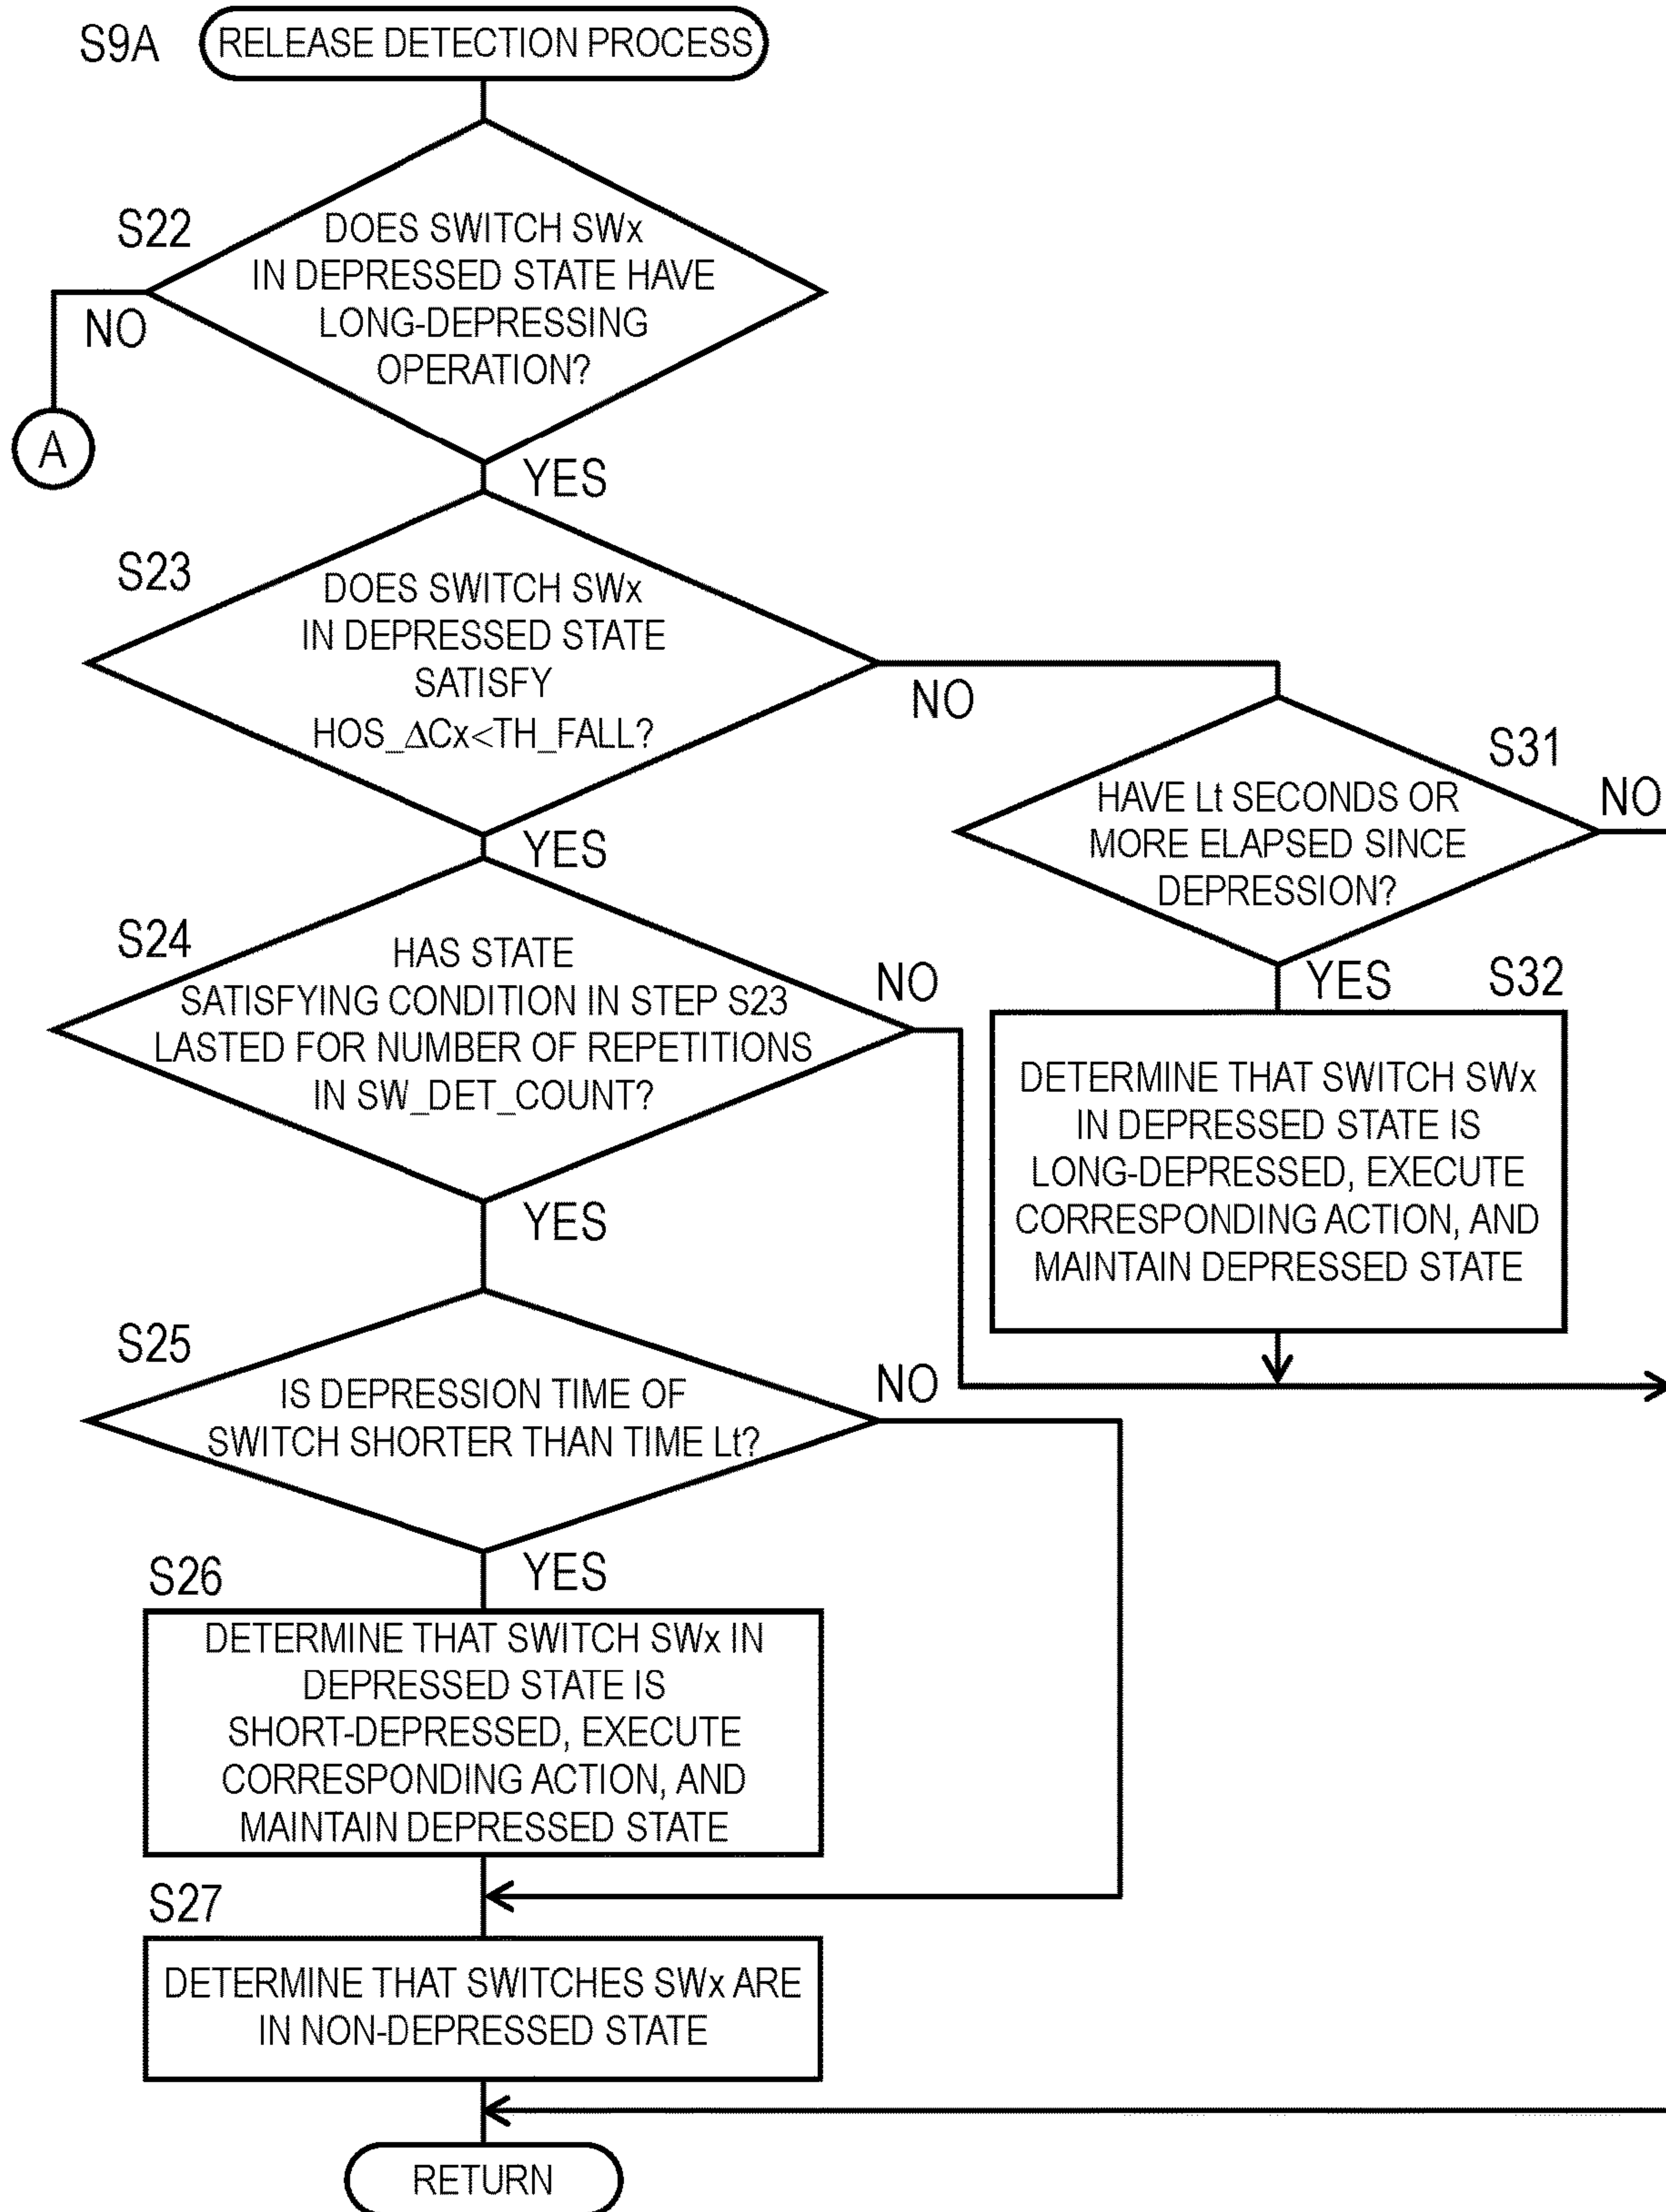 S9A
RELEASE DETECTION PROCESS
S22
DOES SWITCH SWx
IN DEPRESSED STATE HAVE
LONG-DEPRESSING
OPERATION?
NO
A
YES
S23
DOES SWITCH SWx
IN DEPRESSED STATE
SATISFY
HOS_ΔCx<TH_FALL?
NO
YES
S31
HAVE Lt SECONDS OR
MORE ELAPSED SINCE
DEPRESSION?
NO
YES
S32
DETERMINE THAT SWITCH SWx
IN DEPRESSED STATE IS
LONG-DEPRESSED, EXECUTE
CORRESPONDING ACTION, AND
MAINTAIN DEPRESSED STATE
S24
HAS STATE
SATISFYING CONDITION IN STEP S23
LASTED FOR NUMBER OF REPETITIONS
IN SW_DET_COUNT?
NO
YES
S25
IS DEPRESSION TIME OF
SWITCH SHORTER THAN TIME Lt?
NO
YES
S26
DETERMINE THAT SWITCH SWx IN
DEPRESSED STATE IS
SHORT-DEPRESSED, EXECUTE
CORRESPONDING ACTION, AND
MAINTAIN DEPRESSED STATE
S27
DETERMINE THAT SWITCHES SWx ARE
IN NON-DEPRESSED STATE
RETURN